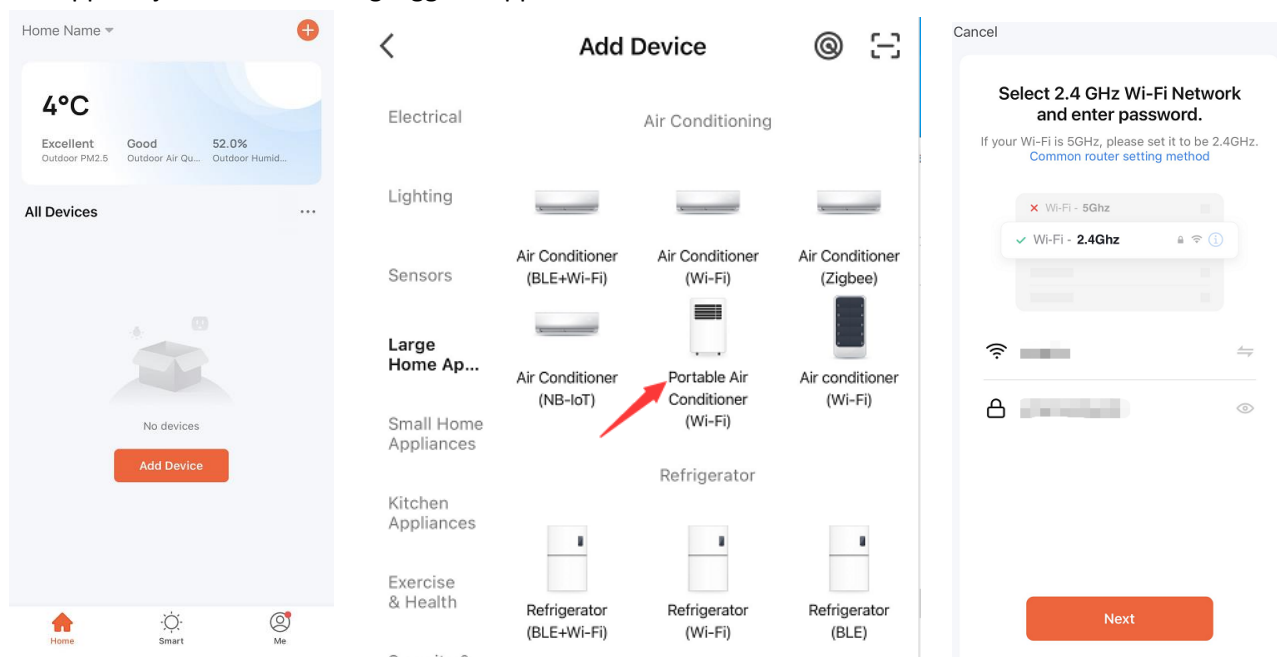 Home Name
4°C
Excellent Good 52.0%
Outdoor PM2.5 Outdoor Air Qu... Outdoor Humid...
All Devices
No devices
Add Device
Home Smart Me
Add Device
Electrical
Lighting
Sensors
Large
Home Ap...
Small Home
Appliances
Kitchen
Appliances
Exercise
& Health
Air Conditioning
Air Conditioner
(BLE+Wi-Fi)
Air Conditioner
(Wi-Fi)
Air Conditioner
(Zigbee)
Air Conditioner
(NB-IoT)
Portable Air
Conditioner
(Wi-Fi)
Air conditioner
(Wi-Fi)
Refrigerator
Refrigerator
(BLE+Wi-Fi)
Refrigerator
(Wi-Fi)
Refrigerator
(BLE)
Cancel
Select 2.4 GHz Wi-Fi Network
and enter password.
If your Wi-Fi is 5GHz, please set it to be 2.4GHz.
Common router setting method
Wi-Fi - 5Ghz
Wi-Fi - 2.4Ghz
Next